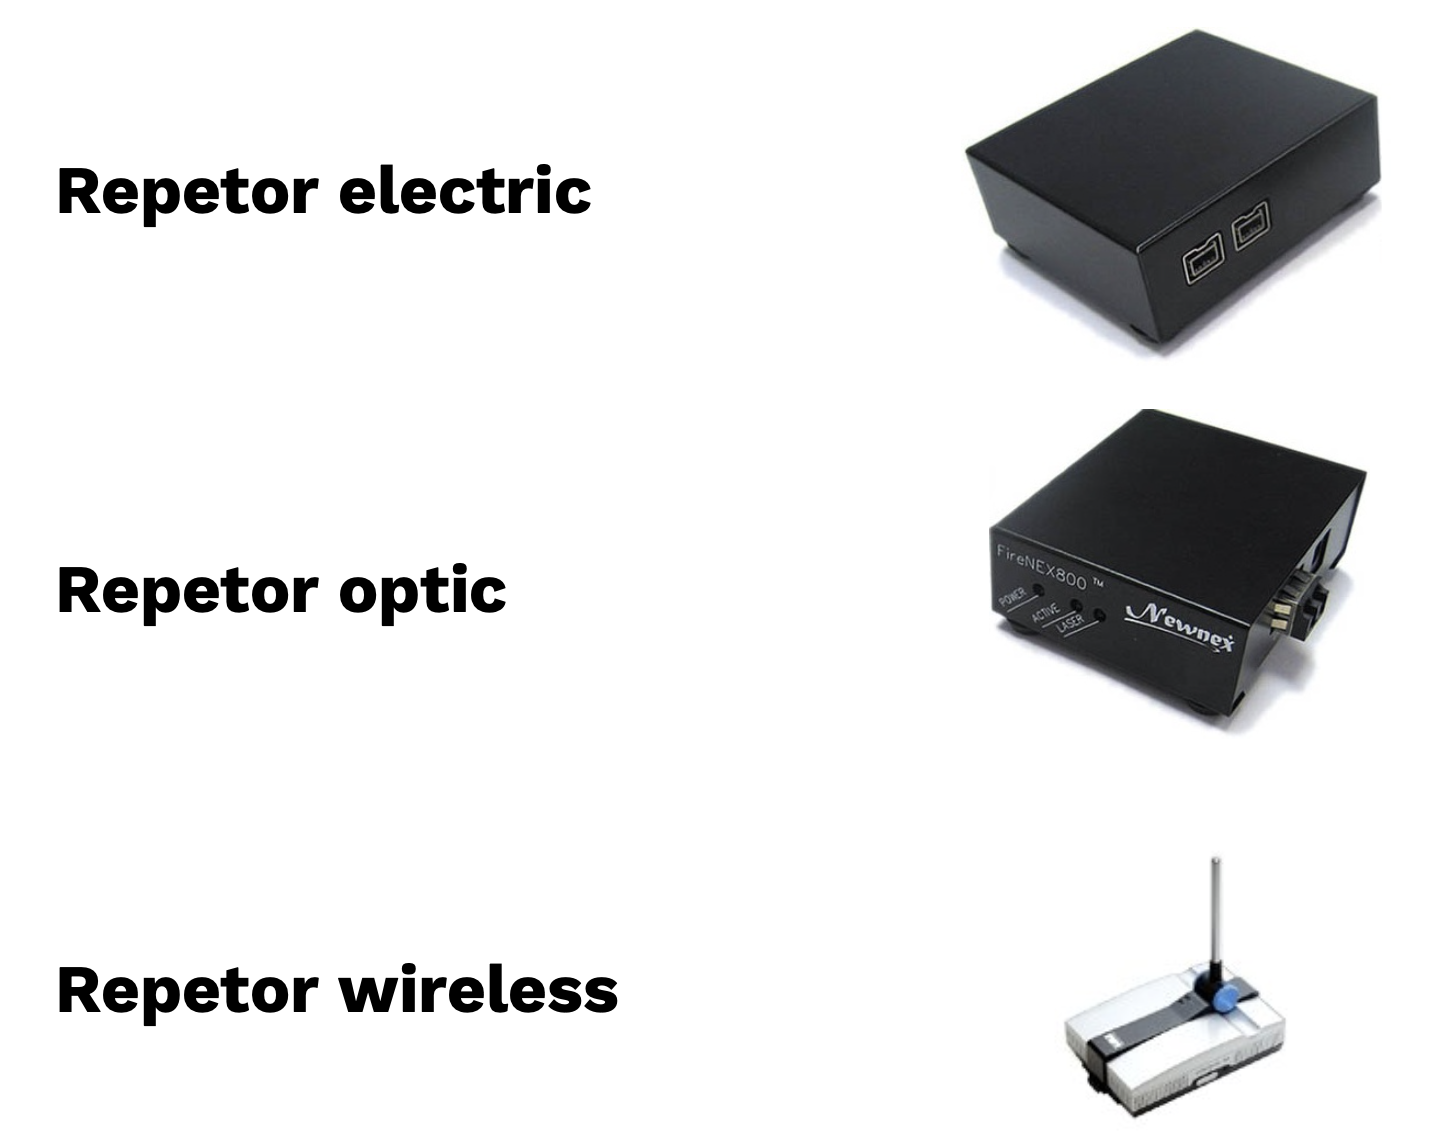 Repetor electric
Repetor optic
FireNEX800 ™
POWER
ACTIVE
LASER
Newnex
Repetor wireless